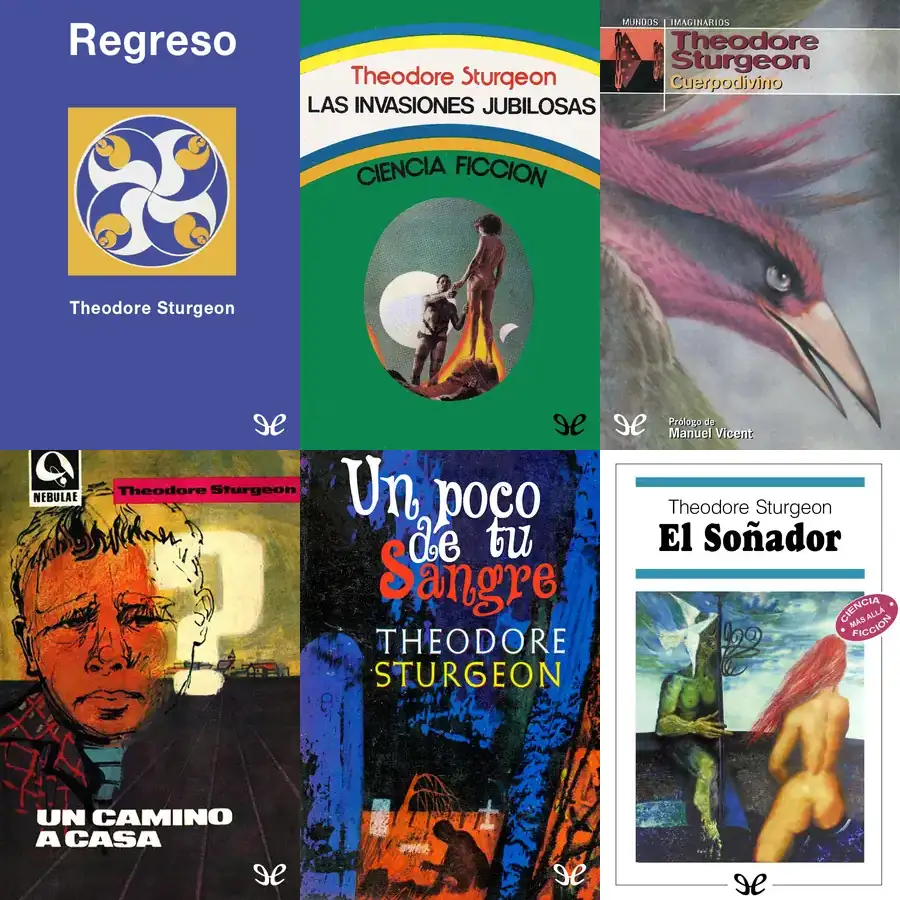 Regreso
Theodore Sturgeon
Theodore Sturgeon
LAS INVASIONES JUBILOSAS
CIENCIA FICCION
MUNDOS IMAGINARIOS
Theodore
Sturgeon
Cuerpodivino
Prólogo de
Manuel Vicent
NEBULAE
Theodore Sturgeon
UN CAMINO
A CASA
Un poco
de tu
Sangre
THEODORE
STURGEON
Theodore Sturgeon
El Soñador
CIENCIA
MAS ALLÁ
FICCIÓN